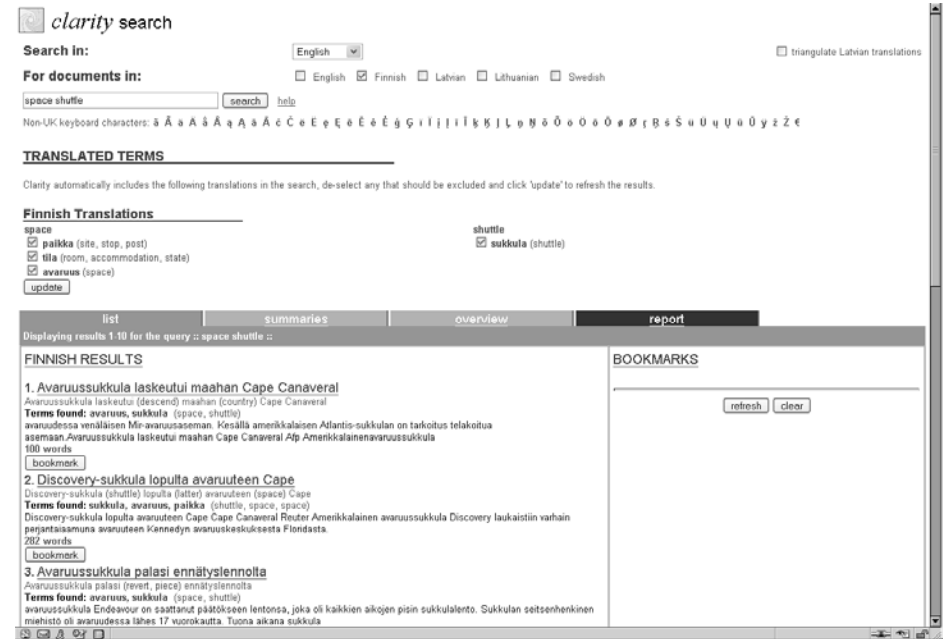 clarity search
Search in: English triangulate Latvian translations
For documents in: English Finnish Latvian Lithuanian Swedish
space shuttle search help
Non-UK keyboard characters:
TRANSLATED TERMS
Clarity automatically includes the following translations in the search, de-select any that should be excluded and click 'update' to refresh the results.
Finnish Translations
space shuttle
paikka (site, stop, post) sukkula (shuttle)
tila (room, accommodation, state)
avaruus (space)
update
list summaries overview report
Displaying results 1-10 for the query :: space shuttle ::
FINNISH RESULTS BOOKMARKS
refresh clear
1. Avaruussukkula laskeutui maahan Cape Canaveral
Avaruussukkula laskeutui (descend) maahan (country) Cape Canaveral
Terms found: avaruus, sukkula (space, shuttle)
avaruudessa venäläisen Mir-avaruusaseman. Kesällä amerikkalaisen Atlantis-sukkulan on tarkoitus telakoitua
asemaan.Avaruussukkula laskeutui maahan Cape Canaveral Afp Amerikkalainenavaruussukkula
100 words
bookmark
2. Discovery-sukkula lopulta avaruuteen Cape
Discovery-sukkula (shuttle) lopulta (latter) avaruuteen (space) Cape
Terms found: sukkula, avaruus, paikka (shuttle, space, space)
Discovery-sukkula lopulta avaruuteen Cape Cape Canaveral Reuter Amerikkalainen avaruussukkula Discovery laukaistiin varhain
perjantaiaamuna avaruuteen Kennedyn avaruuskeskuksesta Floridasta.
282 words
bookmark
3. Avaruussukkula palasi ennätyslennolta
Avaruussukkula palasi (revert, piece) ennätyslennolta
Terms found: avaruus, sukkula (space, shuttle)
avaruussukkula Endeavour on saattanut päätökseen lentonsa, joka oli kaikkien aikojen pisin sukkulalento. Sukkulan seitsenhenkinen
miehistö oli avaruudessa lähes 17 vuorokautta. Tuona aikana sukkula